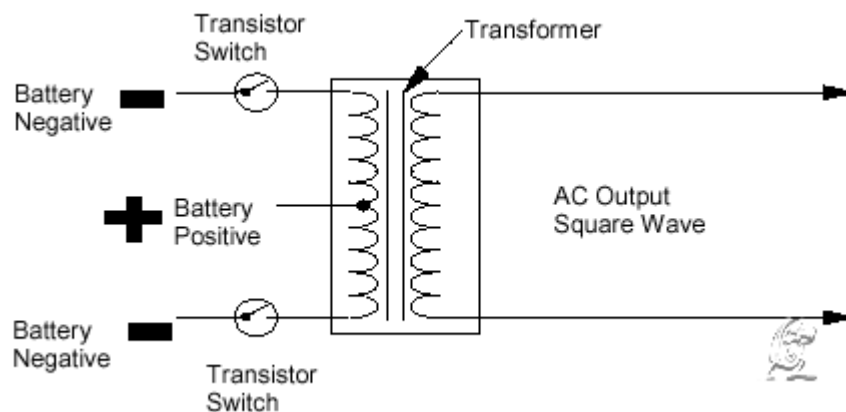 Transistor
Switch
Transformer
Battery
Negative
Battery
Positive
AC Output
Square Wave
Battery
Negative
Transistor
Switch